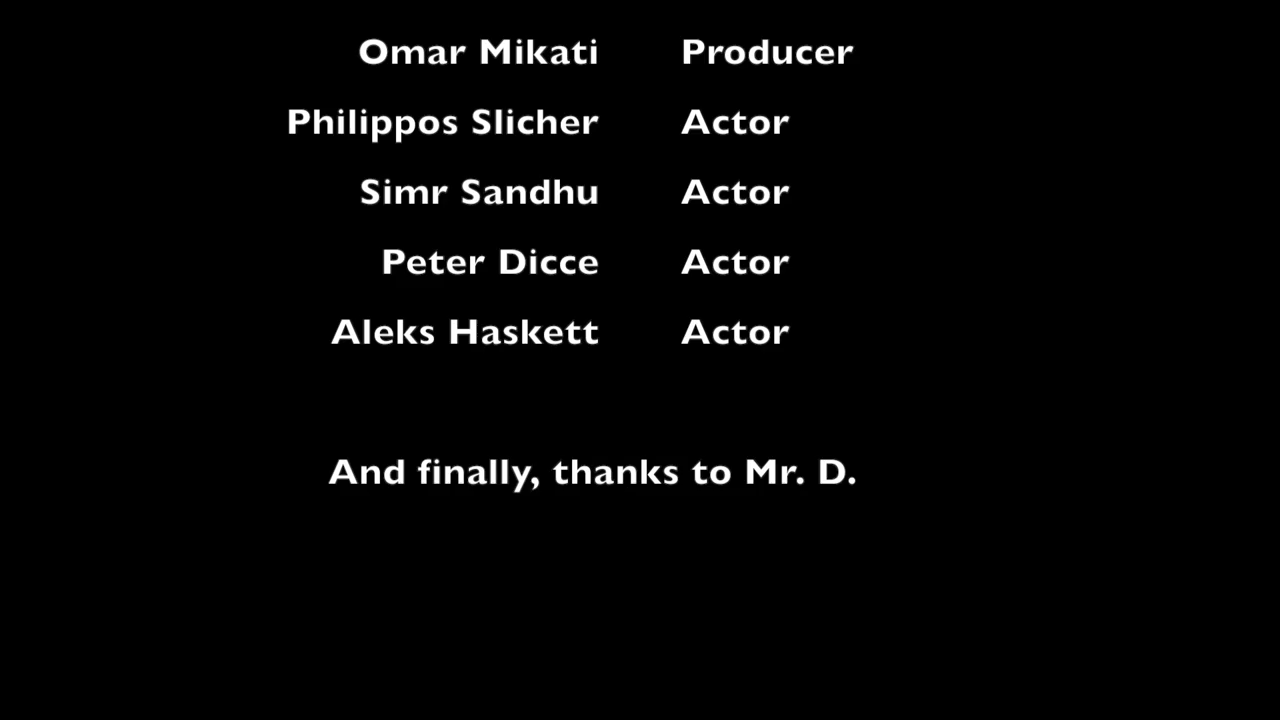 Omar Mikati Producer
Philippos Slicher Actor
Simr Sandhu Actor
Peter Dicce Actor
Aleks Haskett Actor
And finally, thanks to Mr. D.